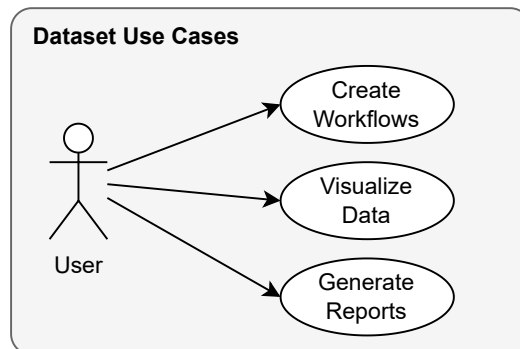 Dataset Use Cases
Create
Workflows
Visualize
Data
User
Generate
Reports